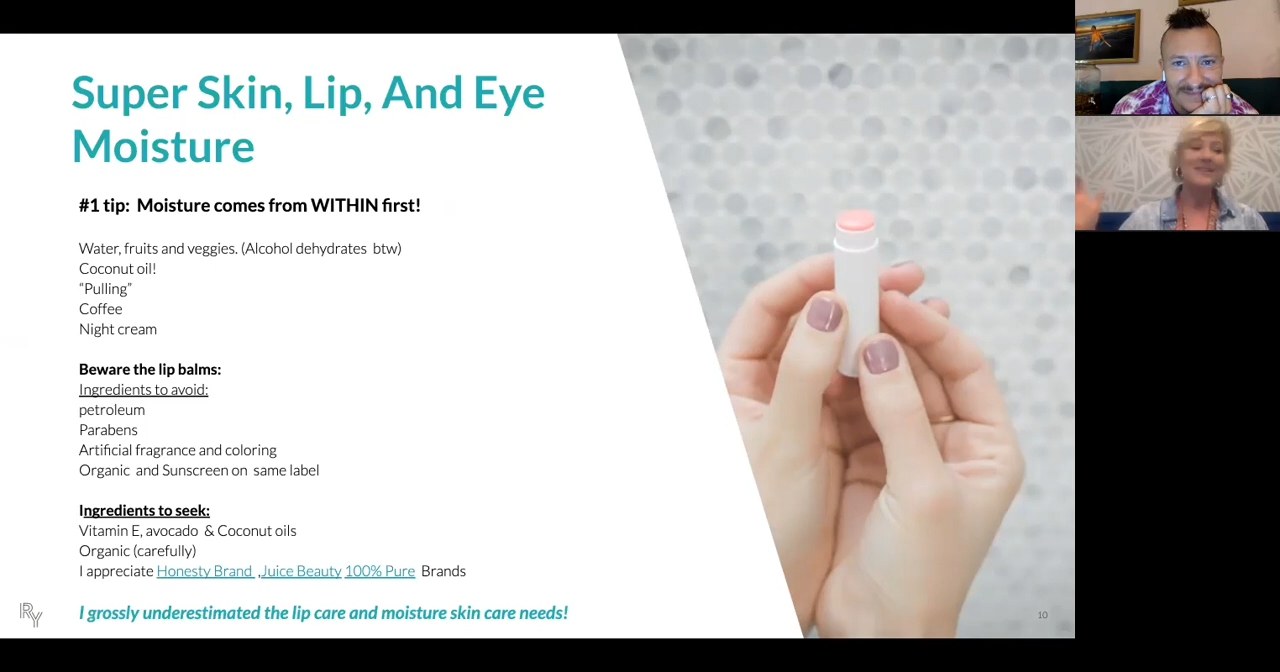 Super Skin, Lip, And Eye
Moisture
#1 tip:  Moisture comes from WITHIN first!
Water, fruits and veggies. (Alcohol dehydrates  btw)
Coconut oil!
“Pulling”
Coffee
Night cream
Beware the lip balms:
Ingredients to avoid:
petroleum
Parabens
Artificial fragrance and coloring
Organic  and Sunscreen on  same label
Ingredients to seek:
Vitamin E, avocado  & Coconut oils
Organic (carefully)
I appreciate Honesty Brand  ,Juice Beauty 100% Pure  Brands
I grossly underestimated the lip care and moisture skin care needs!
RY
10